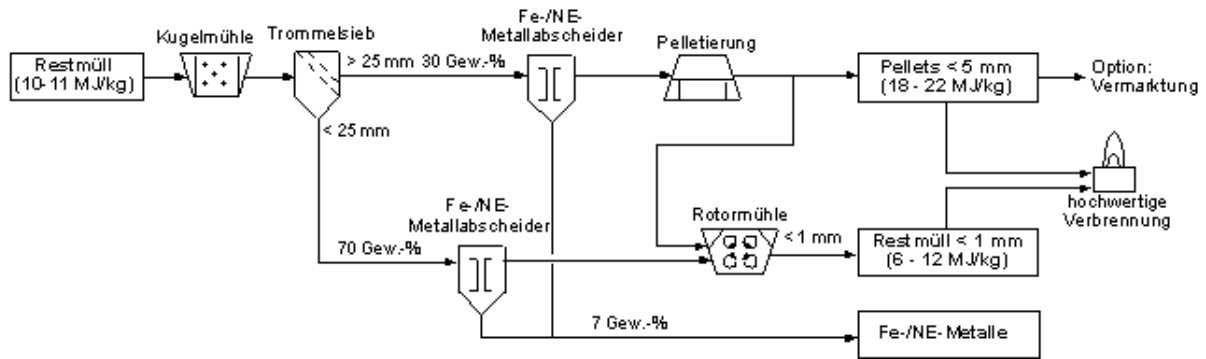 Kugelmühle
Trommelsieb
Fe-/NE-
Metallabscheider
Pelletierung
Restmüll
(10-11 MJ/kg)
> 25 mm 30 Gew.-%
Pellets < 5 mm
(18 - 22 MJ/kg)
Option:
Vermarktung
< 25 mm
Fe-/NE-
Metallabscheider
Rotormühle
hochwertige
Verbrennung
70 Gew.-%
< 1 mm
Restmüll < 1 mm
(6 - 12 MJ/kg)
7 Gew.-%
Fe-/NE- Metalle